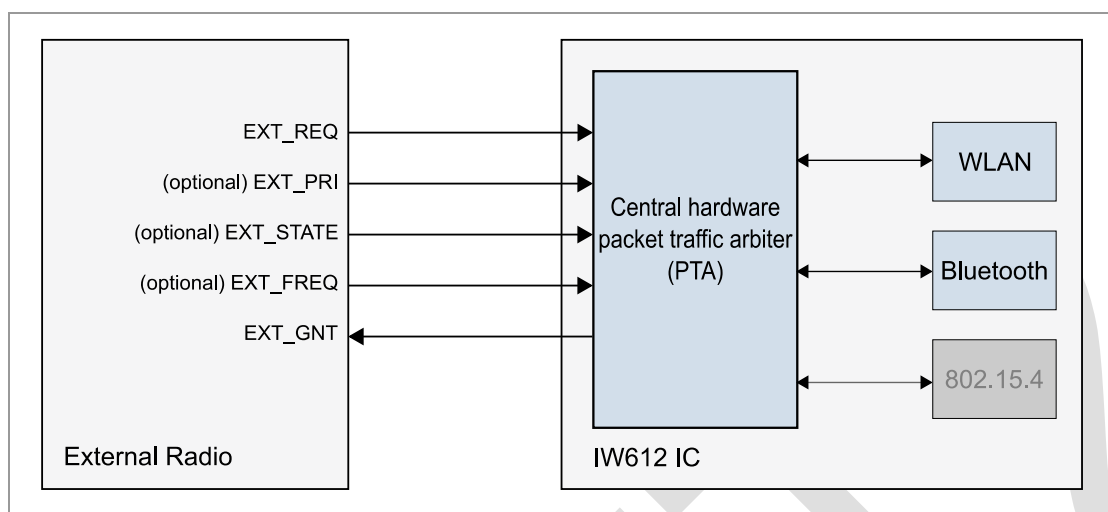 EXT_REQ
(optional) EXT_PRI
(optional) EXT_STATE
(optional) EXT_FREQ
EXT_GNT
External Radio
Central hardware
packet traffic arbiter
(PTA)
WLAN
Bluetooth
802.15.4
IW612 IC